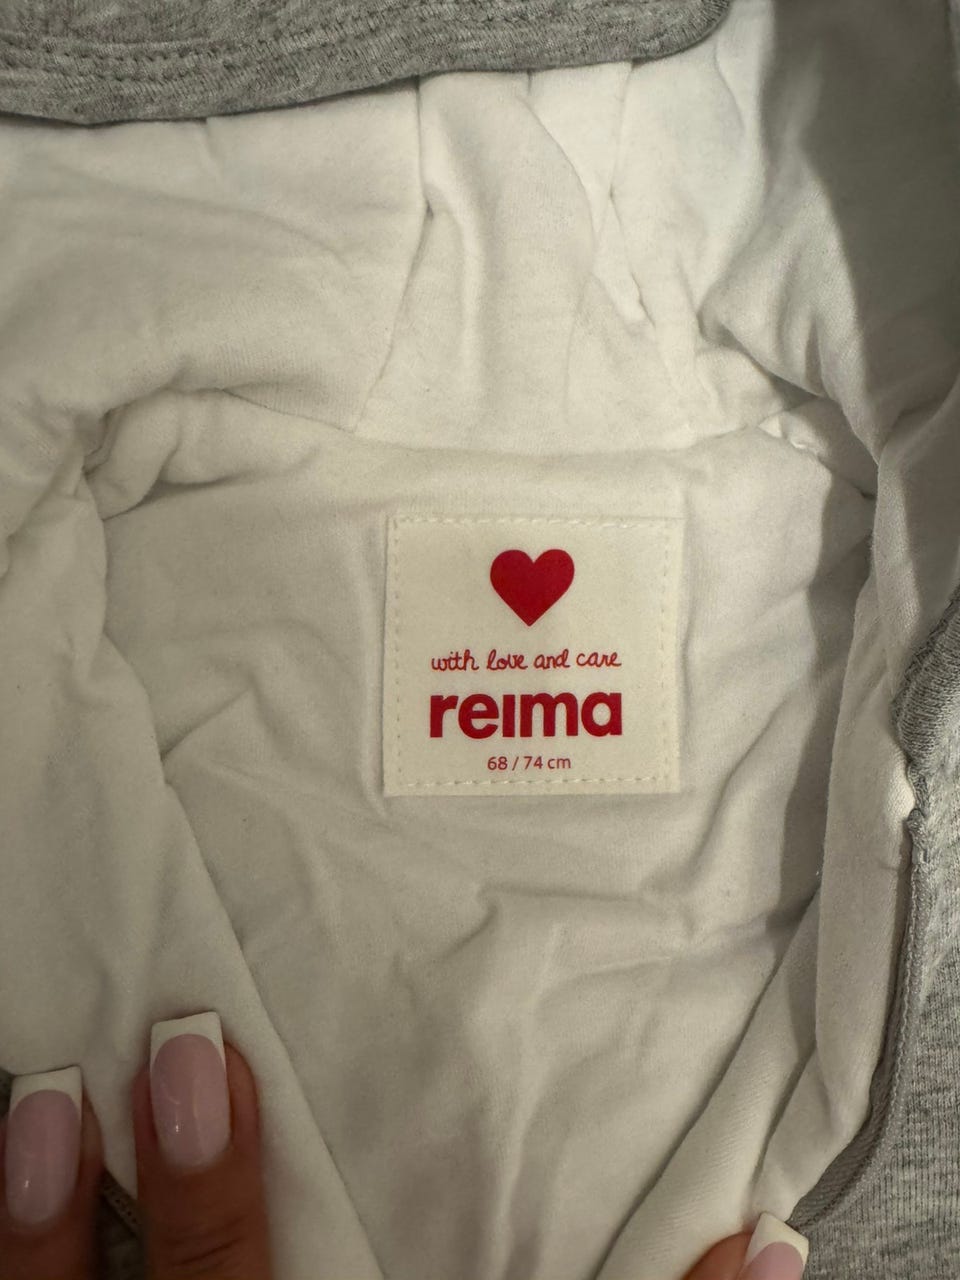 with love and care
reima
68 / 74 cm